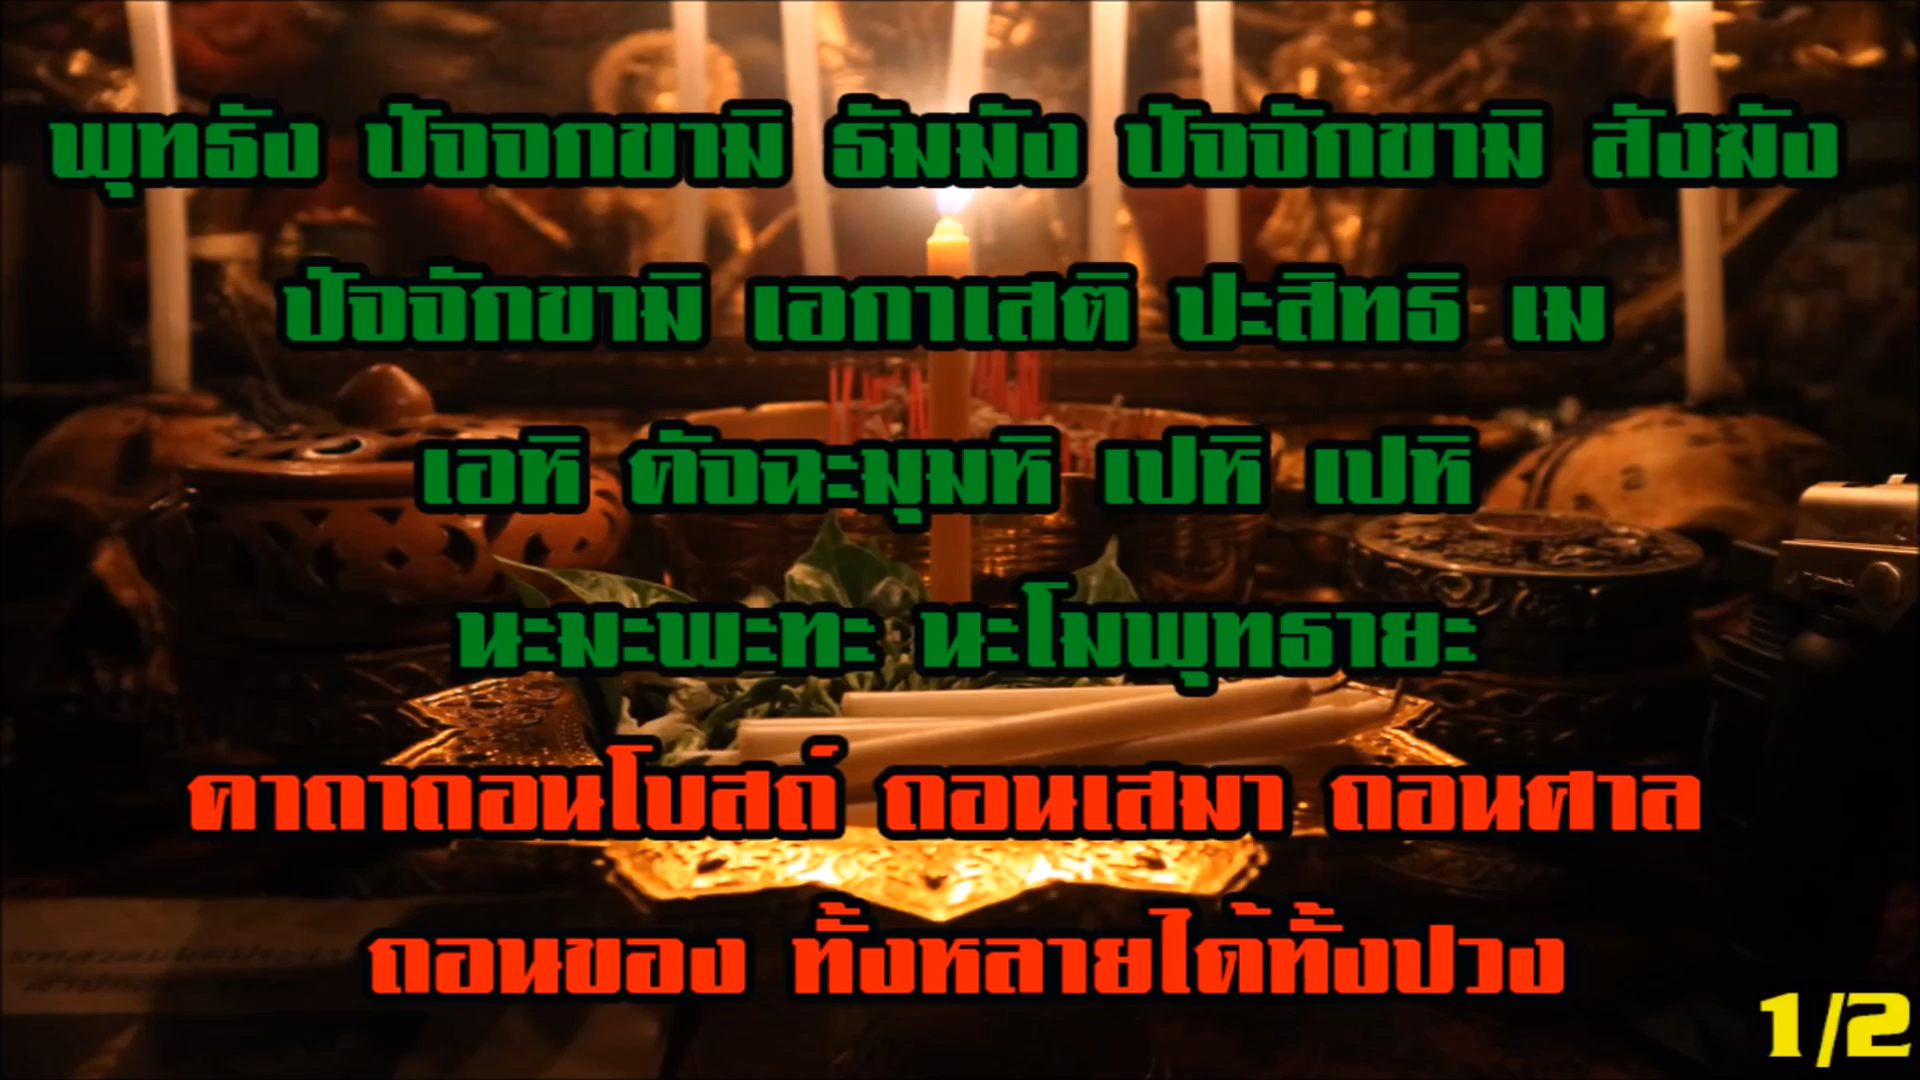 พุทธัง ปัจจกขามิ ธัมมัง ปัจจักขามิ สังฆัง
ปัจจักขามิ เอกาเสติ ปะสิทธิ เม
เอหิ คัจฉะมุมหิ เปหิ เปหิ
นะมะพะทะ นะโมพุทธายะ
คาถาถอนโบสถ์ ถอนเสมา ถอนศาล
ถอนของ ทั้งหลายได้ทั้งปวง
1/2